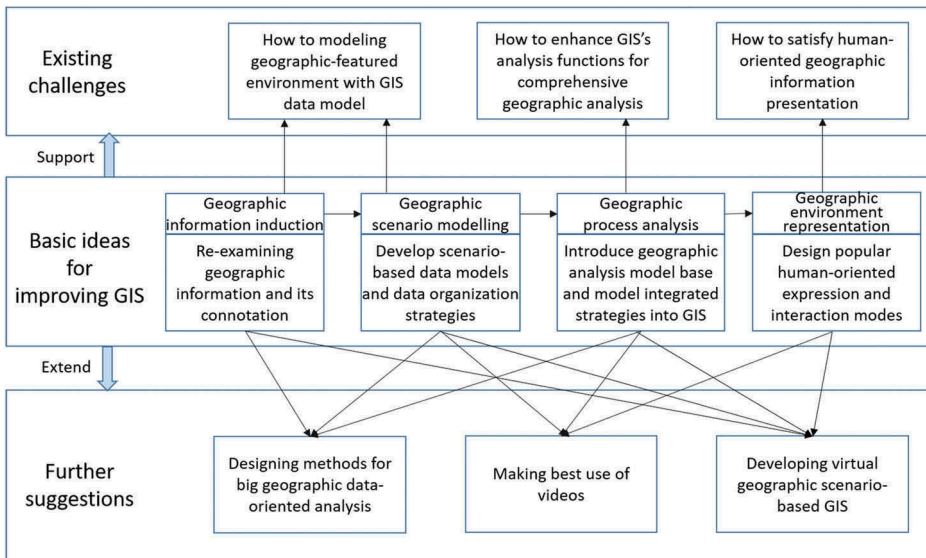 Existing
challenges
How to modeling
geographic-featured
environment with GIS
data model
How to enhance GIS's
analysis functions for
comprehensive
geographic analysis
How to satisfy human-
oriented geographic
information
presentation
Support
Basic ideas
for
improving GIS
Geographic
information induction
Re-examining
geographic
information and its
connotation
Geographic
scenario modelling
Develop scenario-
based data models
and data organization
strategies
Geographic
process analysis
Introduce geographic
analysis model base
and model integrated
strategies into GIS
Geographic
environment
representation
Design popular
human-oriented
expression and
interaction modes
Extend
Further
suggestions
Designing methods for
big geographic data-
oriented analysis
Making best use of
videos
Developing virtual
geographic scenario-
based GIS